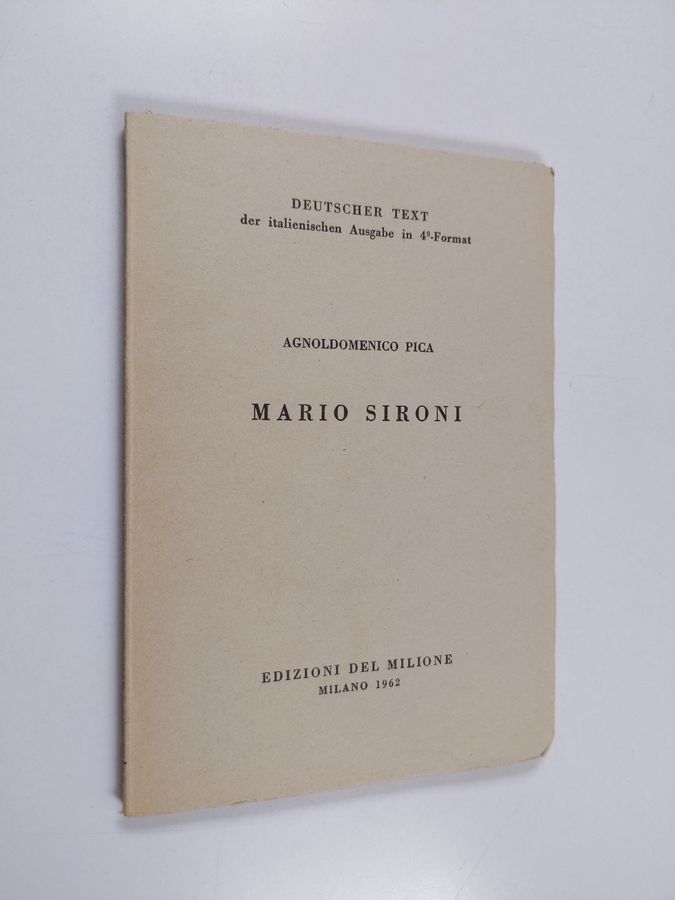 DEUTSCHER TEXT
der italienischen Ausgabe in 4º-Format
AGNOLDOMENICO PICA
MARIO SIRONI
EDIZIONI DEL MILIONE
MILANO 1962